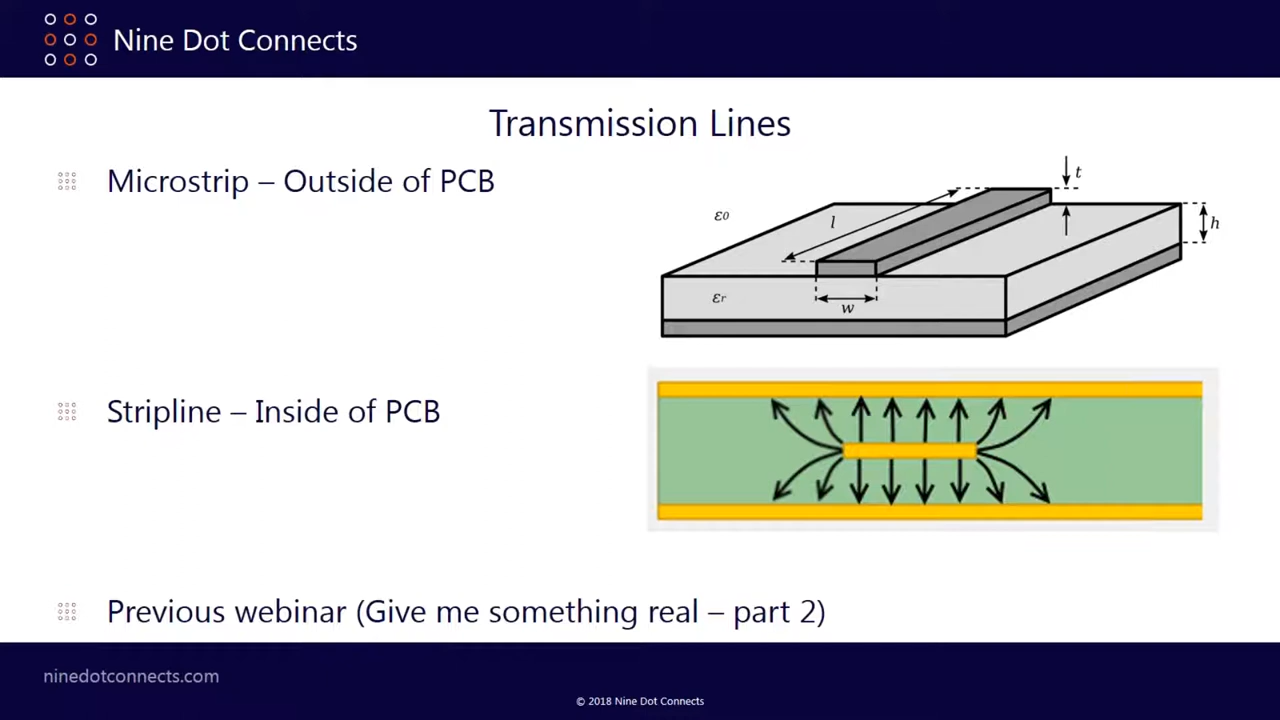 Nine Dot Connects
Transmission Lines
Microstrip – Outside of PCB
t
ε0
l
h
εr
w
Stripline – Inside of PCB
Previous webinar (Give me something real – part 2)
ninedotconnects.com
© 2018 Nine Dot Connects